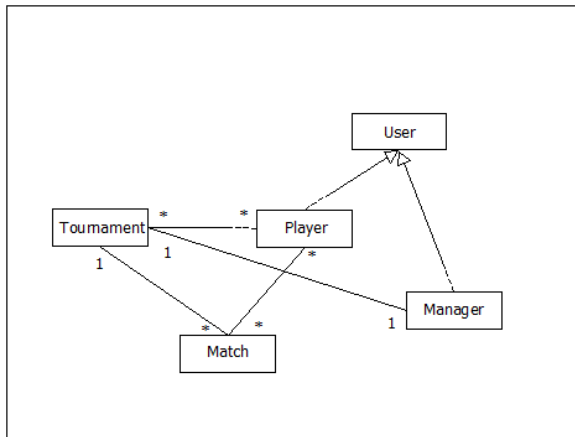 User
* *
Tournament Player
1 1 *
Manager
* * 1
Match